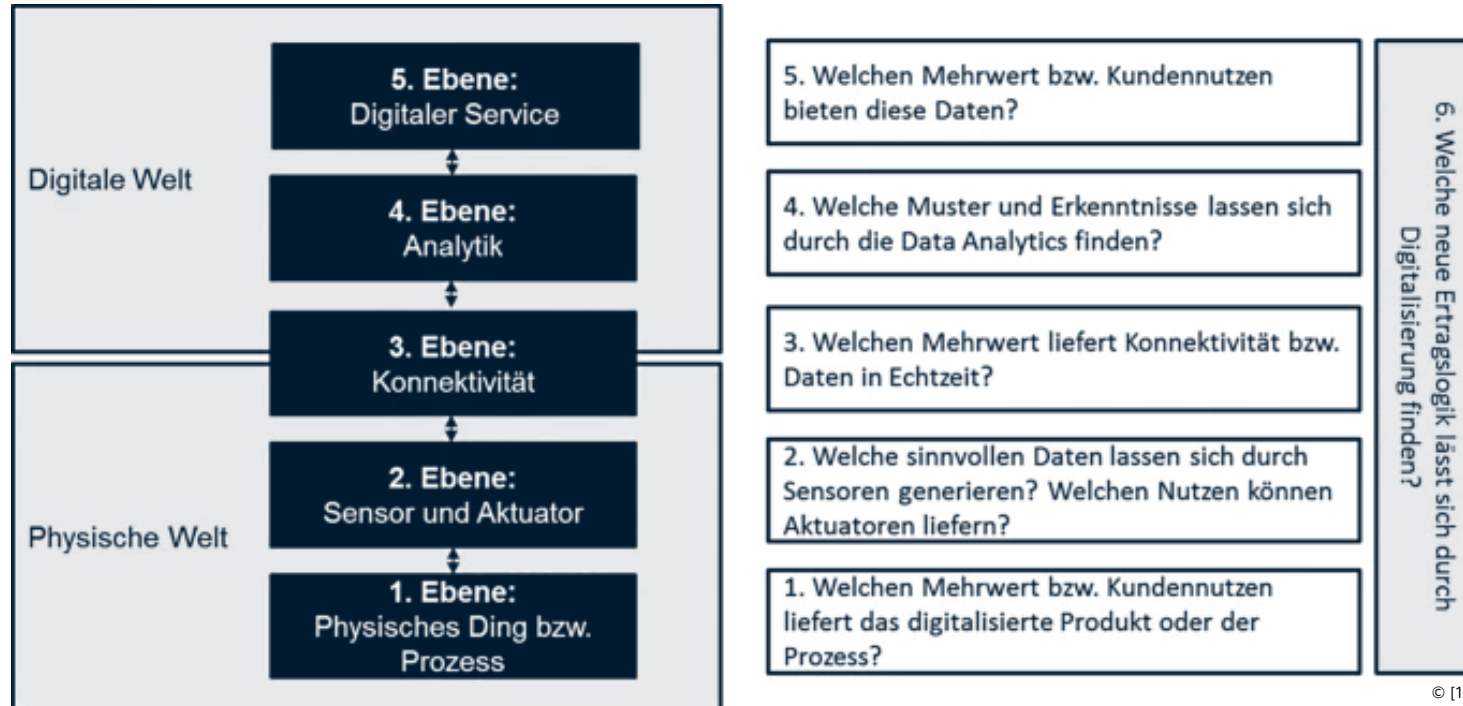 5. Ebene:
Digitaler Service
Digitale Welt
4. Ebene:
Analytik
3. Ebene:
Konnektivität
2. Ebene:
Sensor und Aktuator
Physische Welt
1. Ebene:
Physisches Ding bzw.
Prozess
5. Welchen Mehrwert bzw. Kundennutzen
bieten diese Daten?
4. Welche Muster und Erkenntnisse lassen sich
durch die Data Analytics finden?
3. Welchen Mehrwert liefert Konnektivität bzw.
Daten in Echtzeit?
2. Welche sinnvollen Daten lassen sich durch
Sensoren generieren? Welchen Nutzen können
Aktuatoren liefern?
1. Welchen Mehrwert bzw. Kundennutzen
liefert das digitalisierte Produkt oder der
Prozess?
6. Welche neue Ertragslogik lässt sich durch
Digitalisierung finden?
© [1